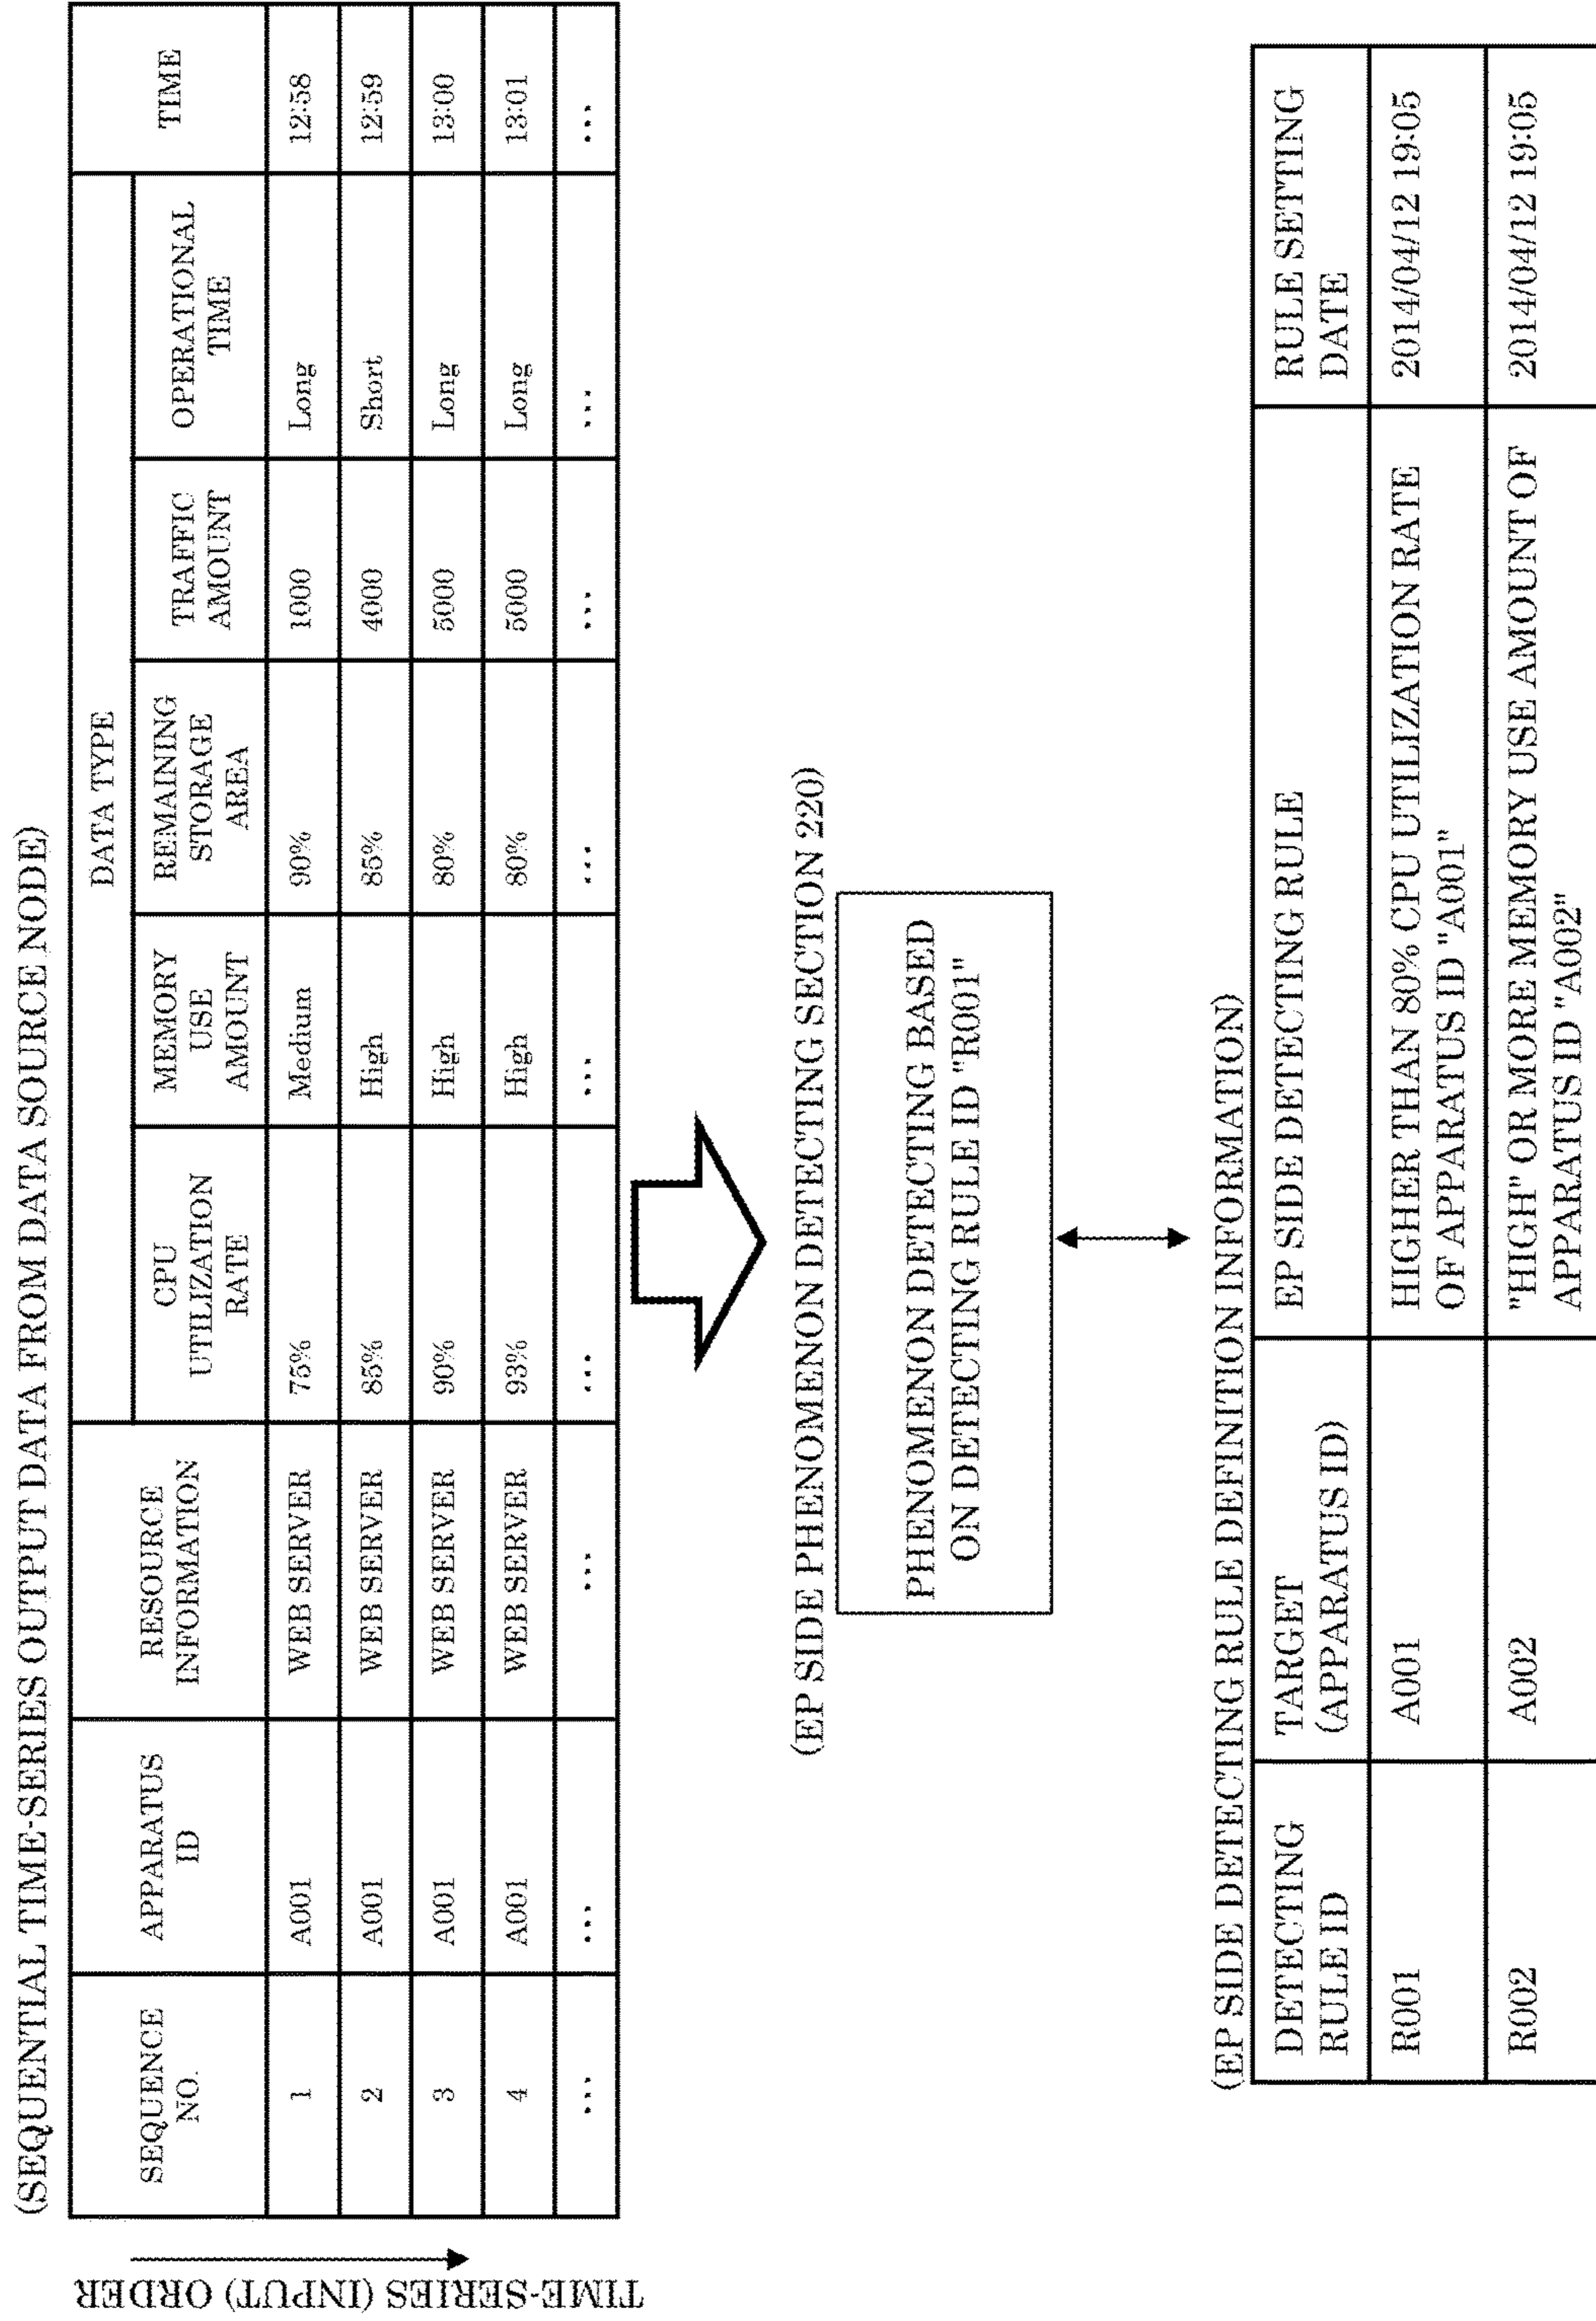 (SEQUENTIAL TIME-SERIES OUTPUT DATA FROM DATA SOURCE NODE)
TIME-SERIES (INPUT) ORDER
SEQUENCE
NO.
APPARATUS
ID
RESOURCE
INFORMATION
DATA TYPE
TIME
CPU
UTILIZATION
RATE
MEMORY
USE
AMOUNT
REMAINING
STORAGE
AREA
TRAFFIC
AMOUNT
OPERATIONAL
TIME
1 A001 WEB SERVER 75% Medium 90% 1000 Long 12:58
2 A001 WEB SERVER 85% High 85% 4000 Short 12:59
3 A001 WEB SERVER 90% High 80% 5000 Long 13:00
4 A001 WEB SERVER 93% High 80% 5000 Long 13:01
... ... ... ... ... ... ... ... ...
(EP SIDE PHENOMENON DETECTING SECTION 220)
PHENOMENON DETECTING BASED
ON DETECTING RULE ID "R001"
(EP SIDE DETECTING RULE DEFINITION INFORMATION)
DETECTING
RULE ID
TARGET
(APPARATUS ID)
EP SIDE DETECTING RULE
RULE SETTING
DATE
R001 A001 HIGHER THAN 80% CPU UTILIZATION RATE 2014/04/12 19:05
OF APPARATUS ID "A001"
R002 A002 "HIGH" OR MORE MEMORY USE AMOUNT OF 2014/04/12 19:05
APPARATUS ID "A002"